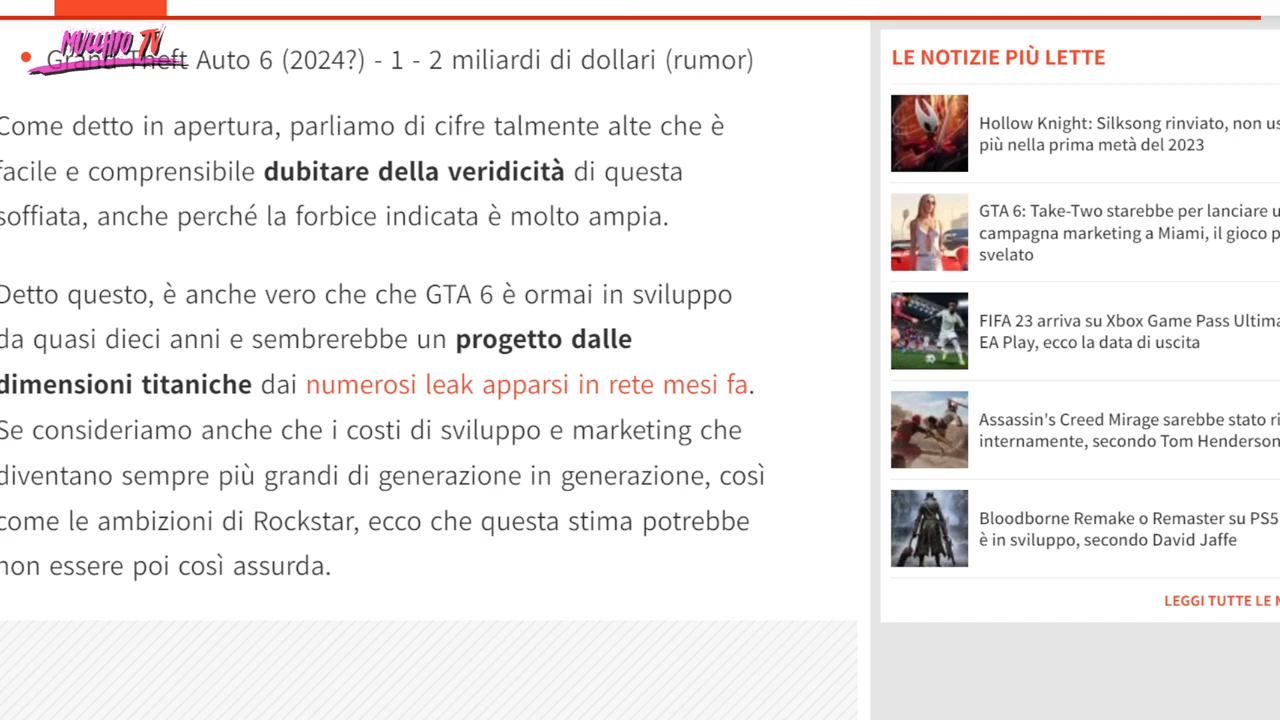 MUCCHIO TV
Grand Theft Auto 6 (2024?) - 1 - 2 miliardi di dollari (rumor)
Come detto in apertura, parliamo di cifre talmente alte che è
facile e comprensibile dubitare della veridicità di questa
soffiata, anche perché la forbice indicata è molto ampia.
Detto questo, è anche vero che che GTA 6 è ormai in sviluppo
da quasi dieci anni e sembrerebbe un progetto dalle
dimensioni titaniche dai numerosi leak apparsi in rete mesi fa.
Se consideriamo anche che i costi di sviluppo e marketing che
diventano sempre più grandi di generazione in generazione, così
come le ambizioni di Rockstar, ecco che questa stima potrebbe
non essere poi così assurda.
LE NOTIZIE PIÙ LETTE
Hollow Knight: Silksong rinviato, non
più nella prima metà del 2023
GTA 6: Take-Two starebbe per lanciare
campagna marketing a Miami, il gioco
svelato
FIFA 23 arriva su Xbox Game Pass
EA Play, ecco la data di uscita
Assassin's Creed Mirage sarebbe stato
internamente, secondo Tom Henderson
Bloodborne Remake o Remaster su PS5
è in sviluppo, secondo David Jaffe
LEGGI TUTTE LE